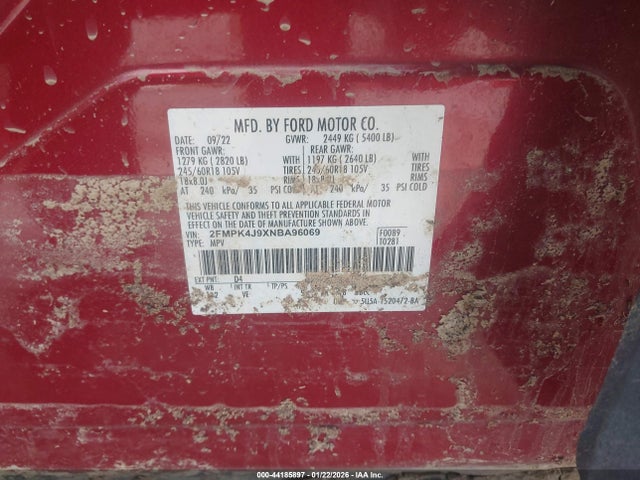 MFD. BY FORD MOTOR CO.
DATE: 09/22 GVWR: 2449 KG ( 5400 LB)
FRONT GAWR: REAR GAWR:
1279 KG ( 2820 LB) WITH 1197 KG ( 2640 LB) WITH
245/60R18 105V TIRES 245/60R18 105V TIRES
18x8.0J RIMS 18x8.0J RIMS
AT 240 kPa/ 35 PSI COLD AT 240 kPa/ 35 PSI COLD
THIS VEHICLE CONFORMS TO ALL APPLICABLE FEDERAL MOTOR
VEHICLE SAFETY AND THEFT PREVENTION STANDARDS IN
EFFECT ON THE DATE OF MANUFACTURE SHOWN ABOVE.
VIN: 2FMPK4J9XNBA96069 F0089
TYPE: MPV T0281
EXT PNT: D4
WB INT TR TP/PS
VE
000-44185897 - 01/22/2026 - © IAA Inc.